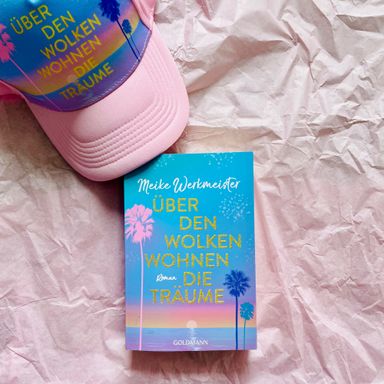 ÜBER
DEN
WOLKEN
WOHNEN
DIE
TRÄUME
Meike Werkmeister
ÜBER
DEN
WOLKEN
WOHNEN
Roman DIE
TRÄUME
GOLDMANN